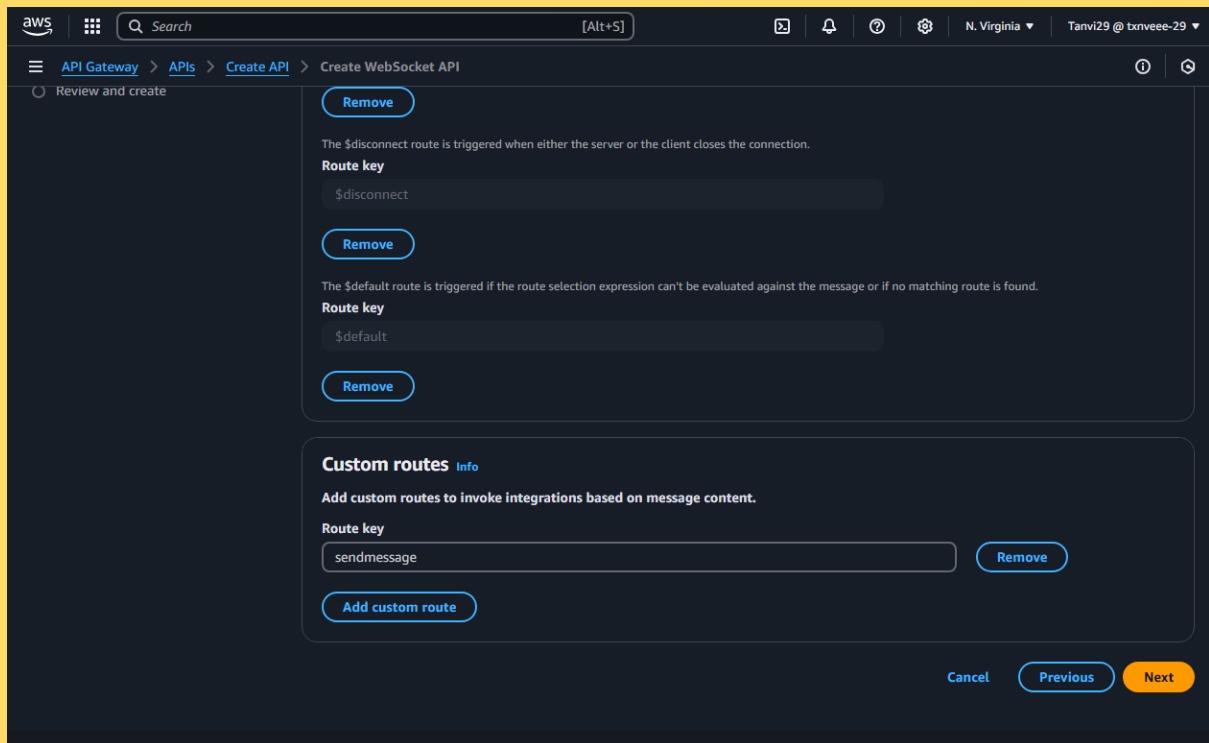 aws Search [Alt+S] N. Virginia ▼ Tanvi29 @ txnveee-29 ▼
API Gateway > APIs > Create API > Create WebSocket API
Review and create
Remove
The $disconnect route is triggered when either the server or the client closes the connection.
Route key
$disconnect
Remove
The $default route is triggered if the route selection expression can't be evaluated against the message or if no matching route is found.
Route key
$default
Remove
Custom routes Info
Add custom routes to invoke integrations based on message content.
Route key
sendmessage Remove
Add custom route
Cancel Previous Next